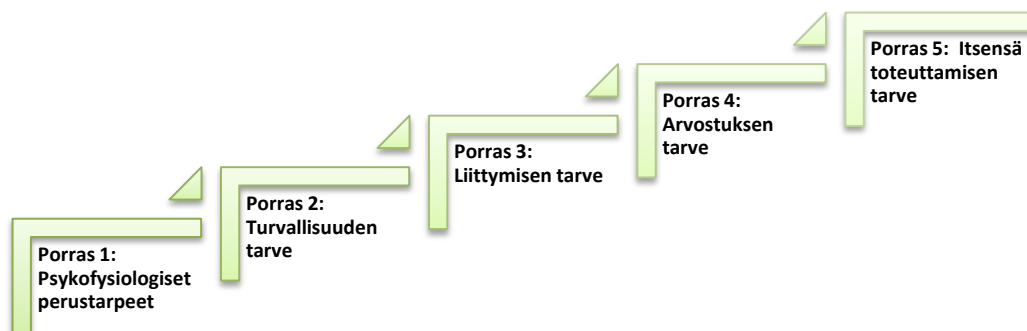 Porras 1:
Psykofysiologiset
perustarpeet
Porras 2:
Turvallisuuden
tarve
Porras 3:
Liittymisen tarve
Porras 4:
Arvostuksen
tarve
Porras 5:  Itsensä
toteuttamisen
tarve